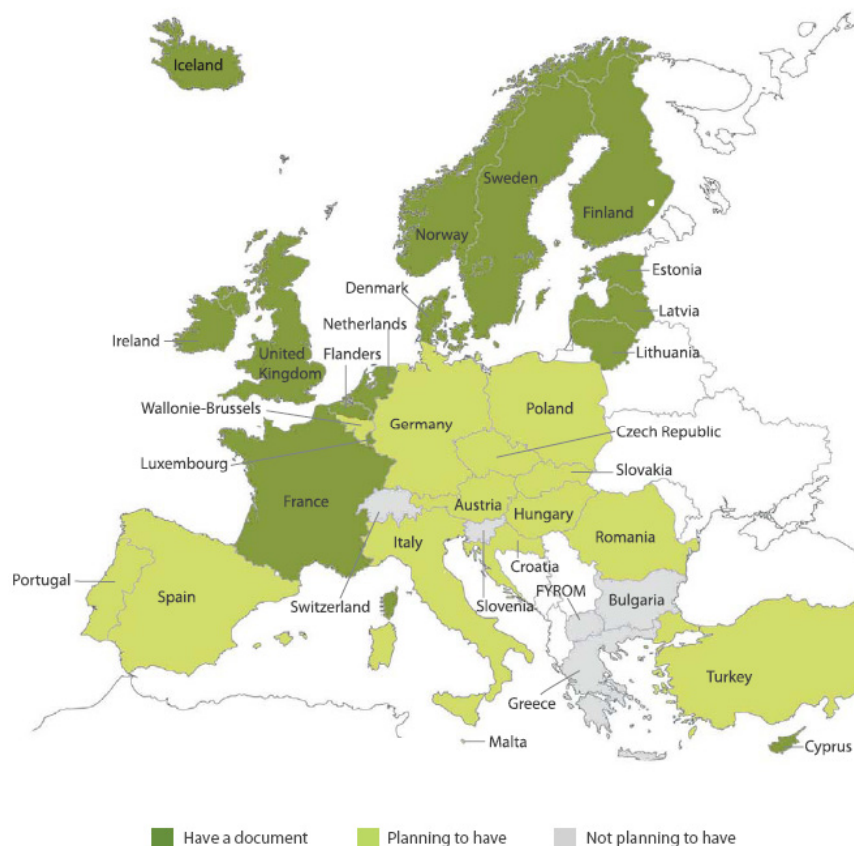 Iceland
Sweden
Finland
Norway
Estonia
Denmark
Latvia
Netherlands
Ireland
Flanders
Lithuania
United
Kingdom
Wallonie-Brussels
Germany
Poland
Czech Republic
Luxembourg
Slovakia
France
Austria
Hungary
Romania
Italy
Croatia
Portugal
Spain
FYROM
Bulgaria
Switzerland
Slovenia
Turkey
Greece
Malta
Cyprus
Have a document
Planning to have
Not planning to have